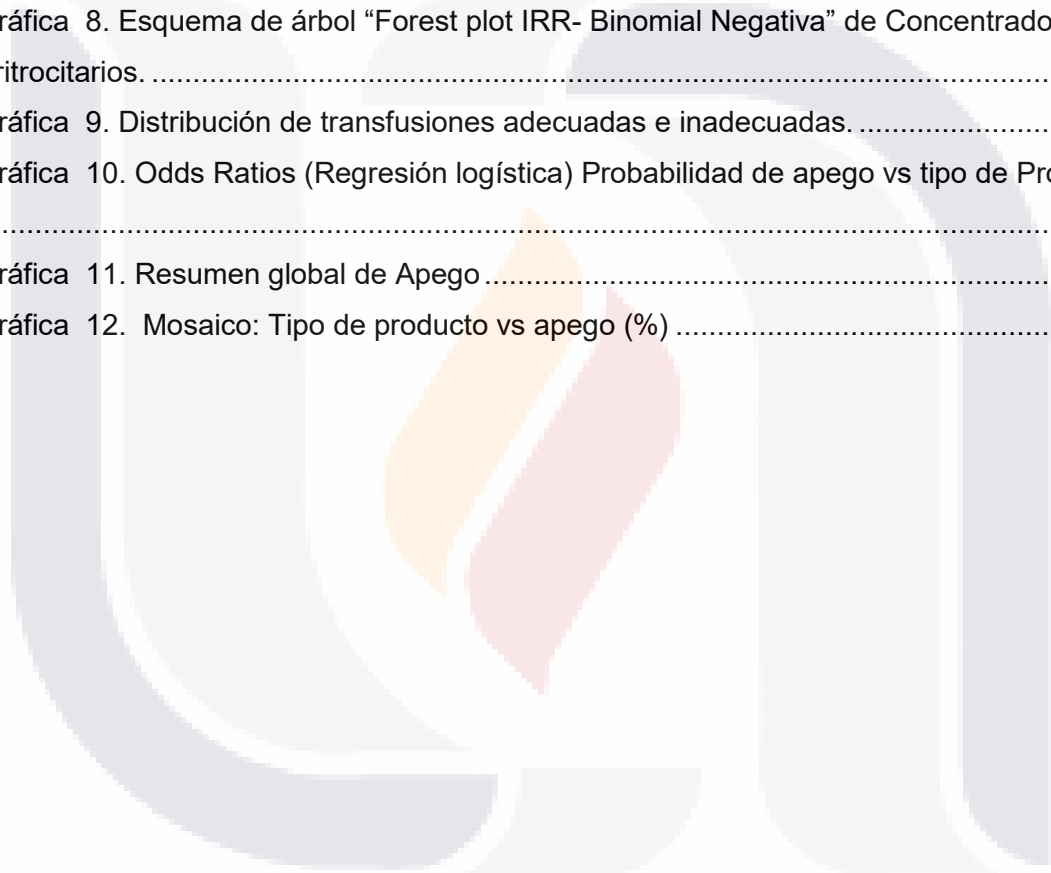 ráfica 8. Esquema de árbol “Forest plot IRR- Binomial Negativa” de Concentrado
ritrocitarios. ......................................................................................................
ráfica 9. Distribución de transfusiones adecuadas e inadecuadas. .......................
ráfica 10. Odds Ratios (Regresión logística) Probabilidad de apego vs tipo de Pro
.........................................................................................................................
ráfica 11. Resumen global de Apego ....................................................................
ráfica 12. Mosaico: Tipo de producto vs apego (%) .............................................